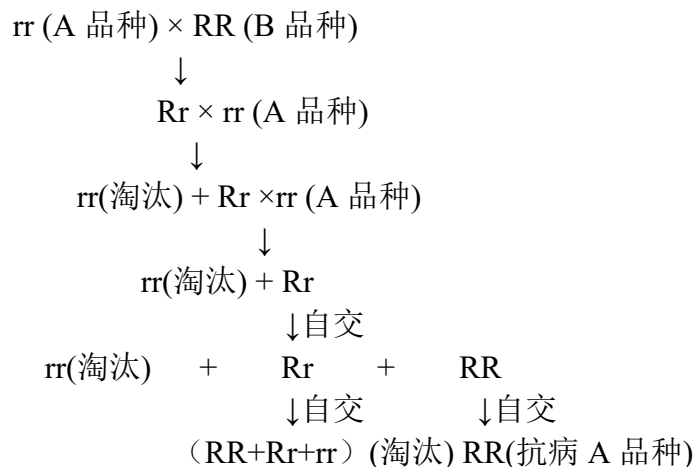 rr (A 品种) × RR (B 品种)
↓
Rr × rr (A 品种)
↓
rr(淘汰) + Rr ×rr (A 品种)
↓
rr(淘汰) + Rr
↓自交
rr(淘汰) + Rr + RR
↓自交 ↓自交
（RR+Rr+rr）(淘汰) RR(抗病 A 品种)